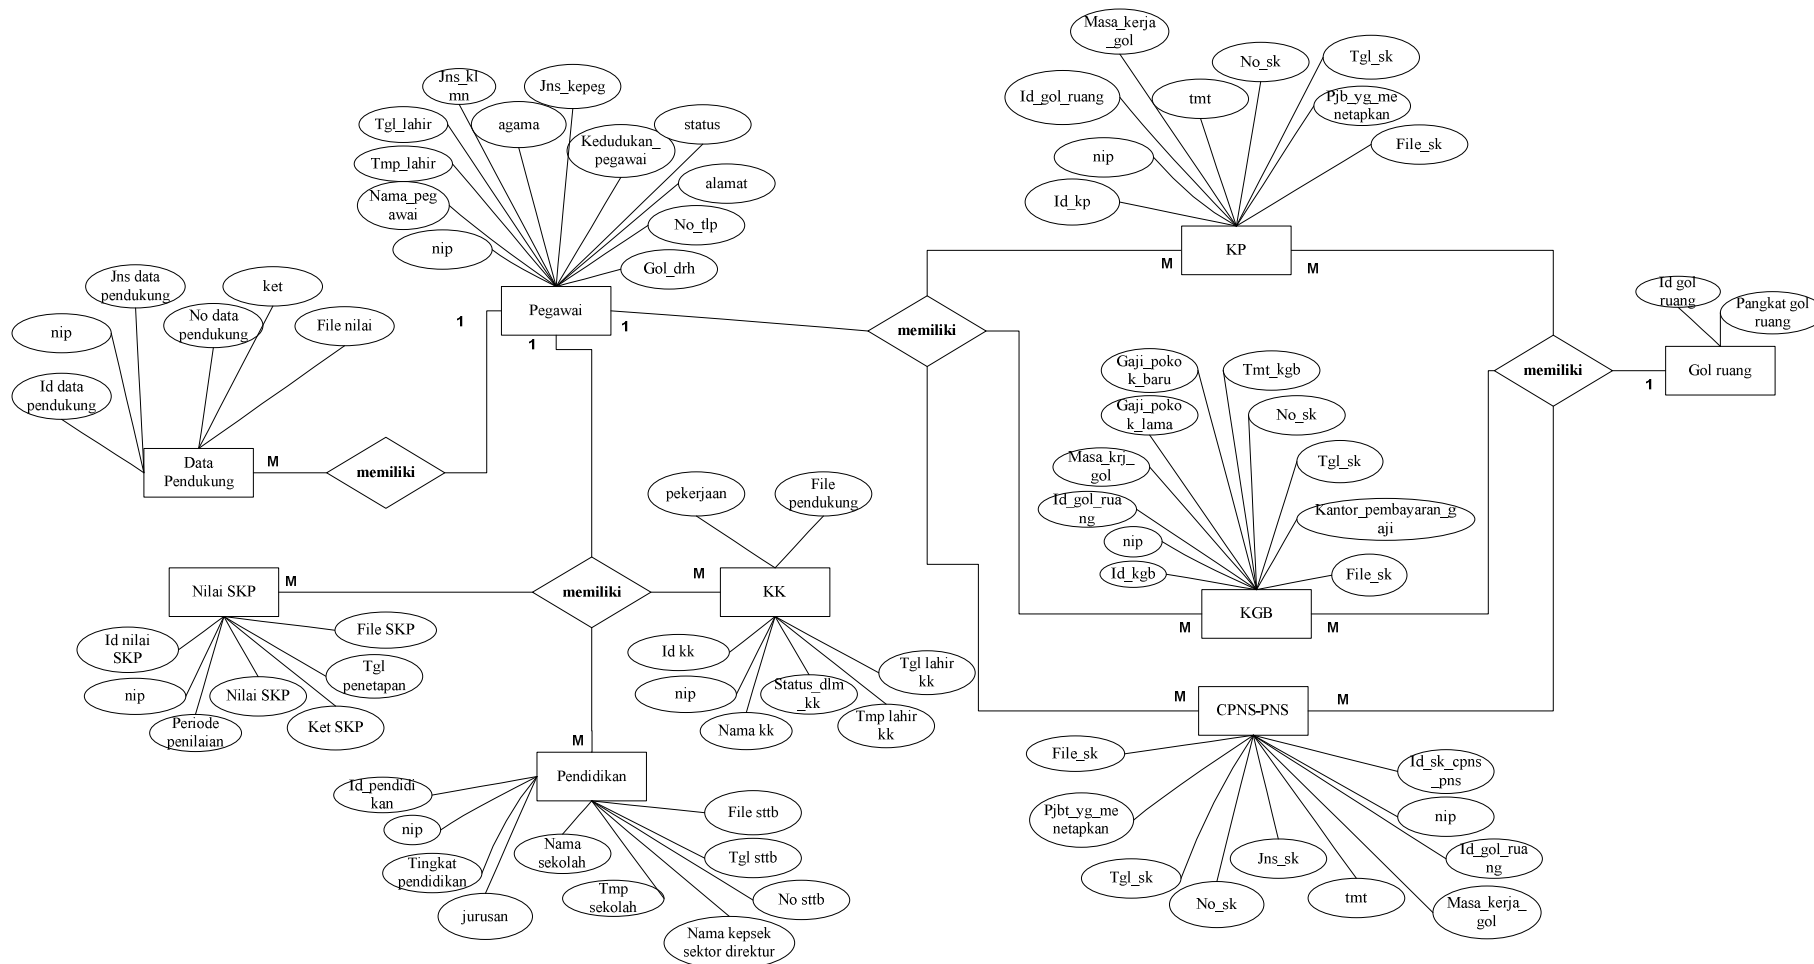 Jns_kl
mn
Jns_kepeg
Tgl_lahir
agama
Kedudukan_
pegawai
status
Tmp_lahir
alamat
Nama_peg
awai
No_tlp
nip
Gol_drh
Pegawai
1
1
1
Jns data
pendukung
ket
nip
No data
pendukung
File nilai
Id data
pendukung
Data
Pendukung
M
memiliki
Masa_kerja
_gol
No_sk
Tgl_sk
Id_gol_ruang
tmt
Pjb_yg_me
netapkan
nip
File_sk
Id_kp
KP
M
M
memiliki
Id gol
ruang
Pangkat gol
ruang
Gol ruang
1
memiliki
Gaji_poko
k_baru
Tmt_kgb
Gaji_poko
k_lama
No_sk
Masa_krj_
gol
Tgl_sk
Id_gol_rua
ng
Kantor_pembayaran_g
aji
nip
Id_kgb
File_sk
KGB
M
M
pekerjaan
File
pendukung
Nilai SKP
M
memiliki
M
KK
Id nilai
SKP
File SKP
nip
Nilai SKP
Tgl
penetapan
Periode
penilaian
Ket SKP
Id kk
Tgl lahir
kk
nip
Status_dlm
_kk
Nama kk
Tmp lahir
kk
M
Pendidikan
Id_pendidi
kan
nip
Tingkat
pendidikan
jurusan
Nama
sekolah
Tmp
sekolah
File sttb
Tgl sttb
No sttb
Nama kepsek
sektor direktur
M
CPNS-PNS
M
File_sk
Id_sk_cpns
_pns
Pjbt_yg_me
netapkan
nip
Tgl_sk
Jns_sk
Id_gol_rua
ng
No_sk
tmt
Masa_kerja_
gol